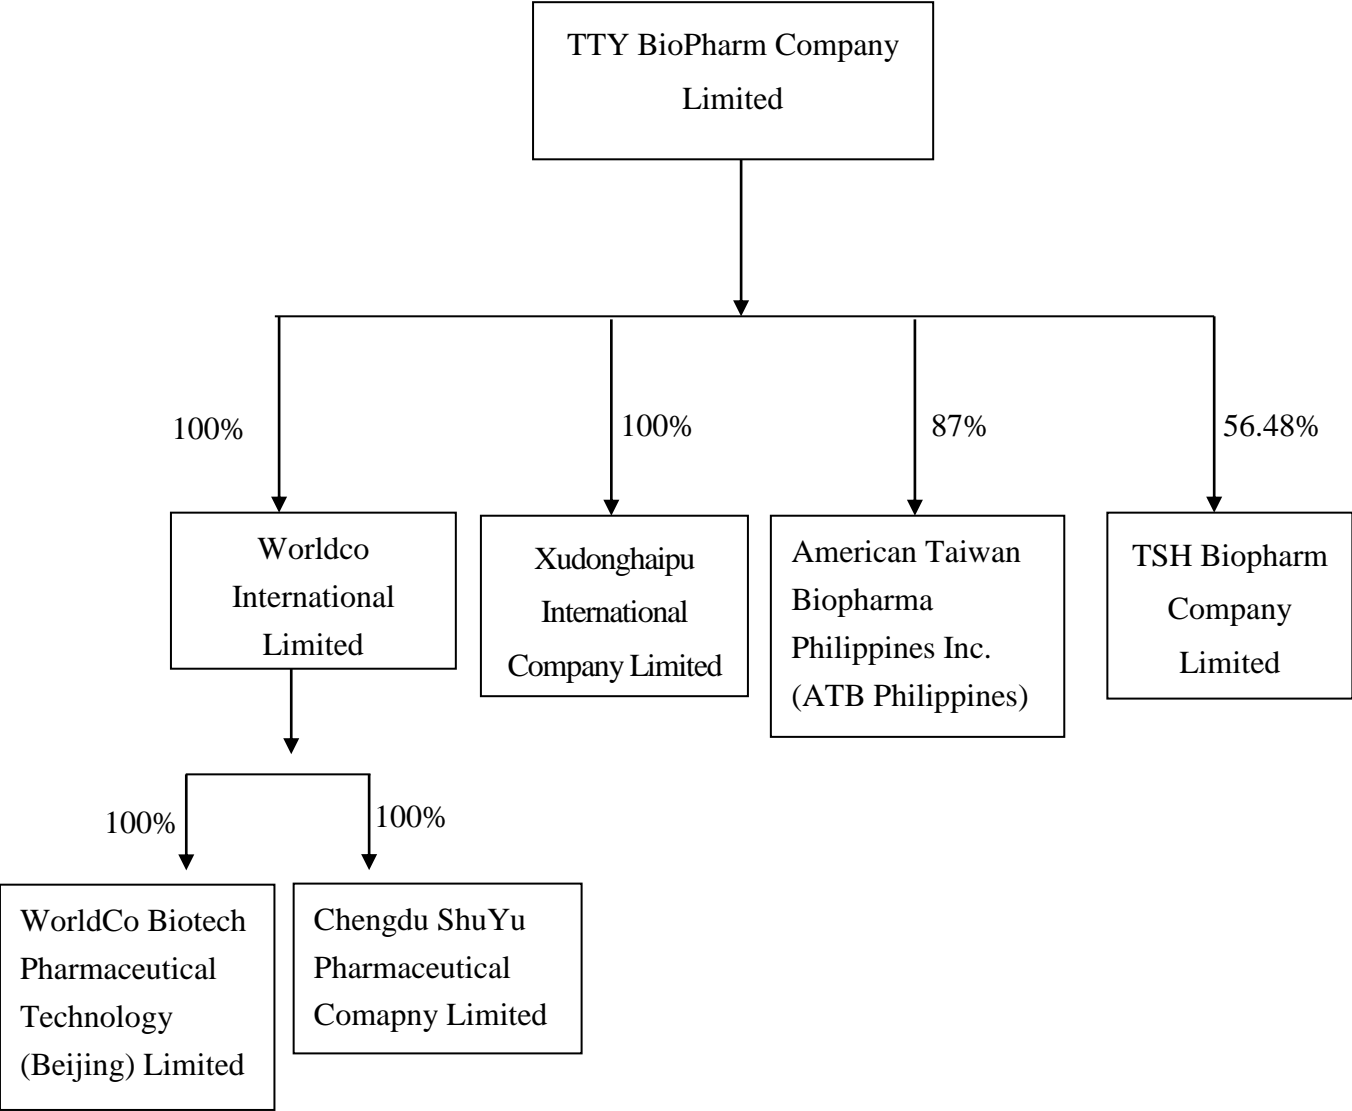 TTY BioPharm Company
Limited
100%
100%
87%
56.48%
Worldco
International
Limited
Xudonghaipu
International
Company Limited
American Taiwan
Biopharma
Philippines Inc.
(ATB Philippines)
TSH Biopharm
Company
Limited
100%
100%
WorldCo Biotech
Pharmaceutical
Technology
(Beijing) Limited
Chengdu ShuYu
Pharmaceutical
Comapny Limited